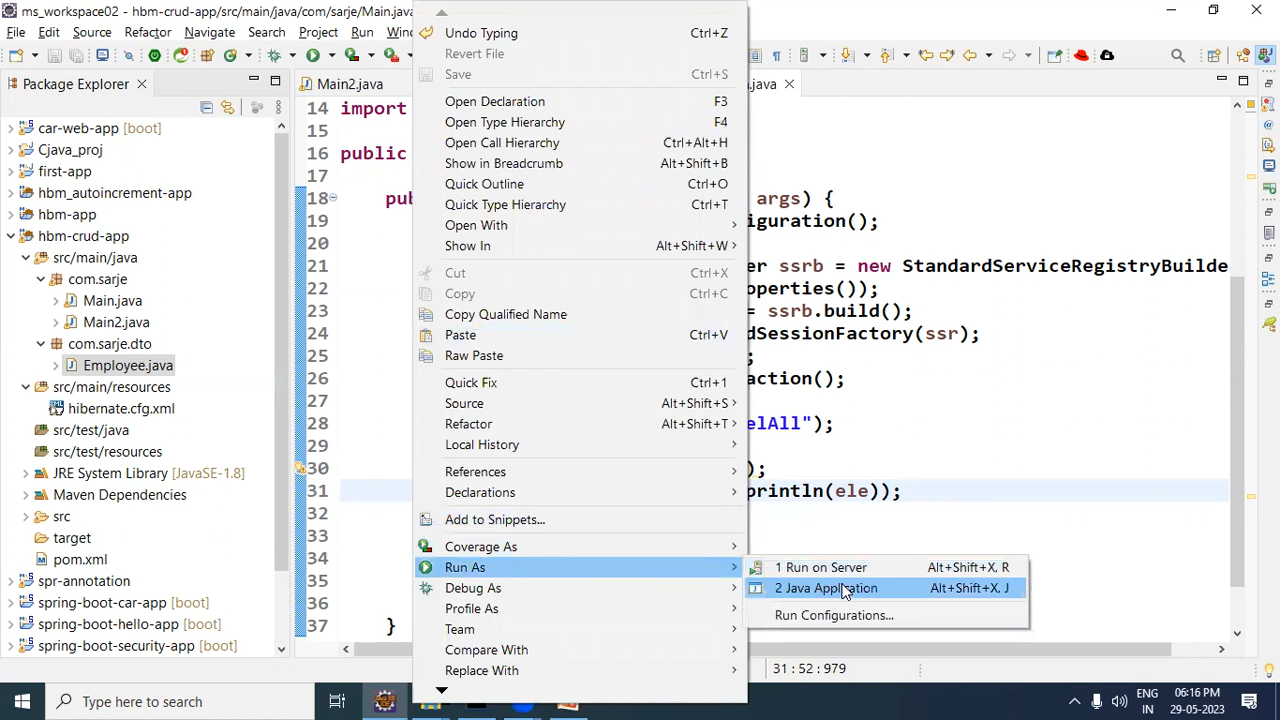 ms_workspace02 - hbm-crud-app/src/main/java/com/sarje/Main.java
File Edit Source Refactor Navigate Search Project Run
Package Explorer
Main2.java
.java
car-web-app [boot]
Cjava_proj
first-app
hbm_autoincrement-app
hbm-app
hbm-crud-app
src/main/java
com.sarje
Main.java
Main2.java
com.sarje.dto
Employee.java
src/main/resources
hibernate.cfg.xml
src/test/java
src/test/resources
JRE System Library [JavaSE-1.8]
Maven Dependencies
src
target
pom.xml
spr-annotation
spring-boot-car-app [boot]
spring-boot-hello-app [boot]
spring-boot-security-app [boot]
14 import
15
16 public
17
18 args) {
19 figuration();
20
21 er ssrb = new StandardServiceRegistryBuilde
22 operties());
23 = ssrb.build();
24 dSessionFactory(ssr);
25 ;
26 action();
27
28 elAll");
29
30 );
31 println(ele));
32
33
34
35
36
37 }
Undo Typing Ctrl+Z
Revert File
Save Ctrl+S
Open Declaration F3
Open Type Hierarchy F4
Open Call Hierarchy Ctrl+Alt+H
Show in Breadcrumb Alt+Shift+B
Quick Outline Ctrl+O
Quick Type Hierarchy Ctrl+T
Open With
Show In Alt+Shift+W
Cut Ctrl+X
Copy Ctrl+C
Copy Qualified Name
Paste Ctrl+V
Raw Paste
Quick Fix Ctrl+1
Source Alt+Shift+S
Refactor Alt+Shift+T
Local History
References
Declarations
Add to Snippets...
Coverage As
Run As
Debug As
Profile As
Team
Compare With
Replace With
1 Run on Server Alt+Shift+X, R
2 Java Application Alt+Shift+X, J
Run Configurations...
31 : 52 : 979
Type here to search
ENG
IN
06:16 PM
29-05-2023